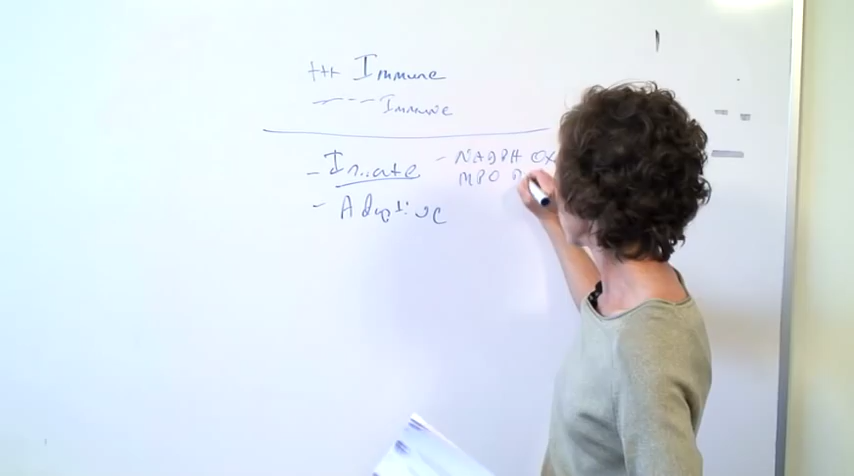 +++ Immune
--- Immune
- Innate - NADPH Ox
MPO
- Adaptive